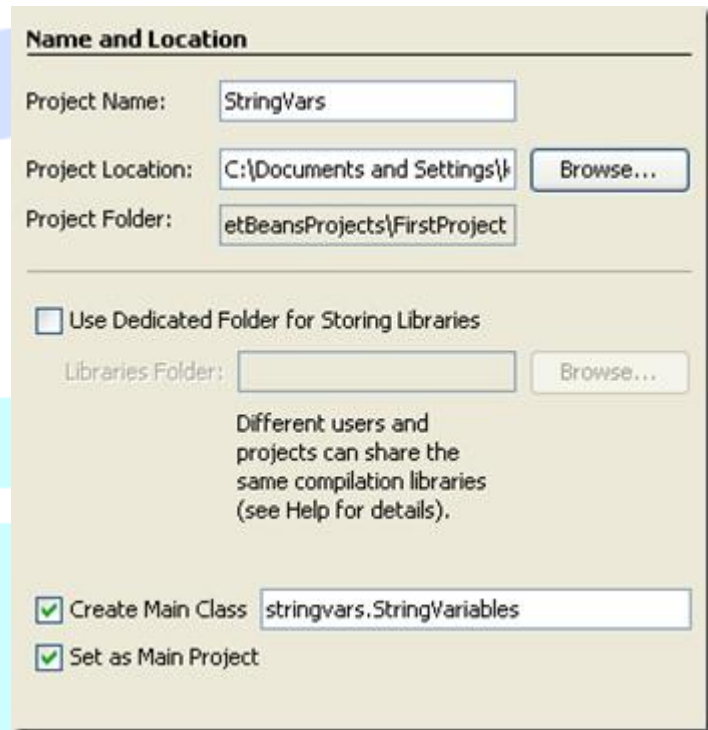 Name and Location
Project Name: StringVars
Project Location: C:\Documents and Settings\ Browse...
Project Folder: etBeansProjects\FirstProject
Use Dedicated Folder for Storing Libraries
Libraries Folder: Browse...
Different users and
projects can share the
same compilation libraries
(see Help for details).
Create Main Class stringvars.StringVariables
Set as Main Project